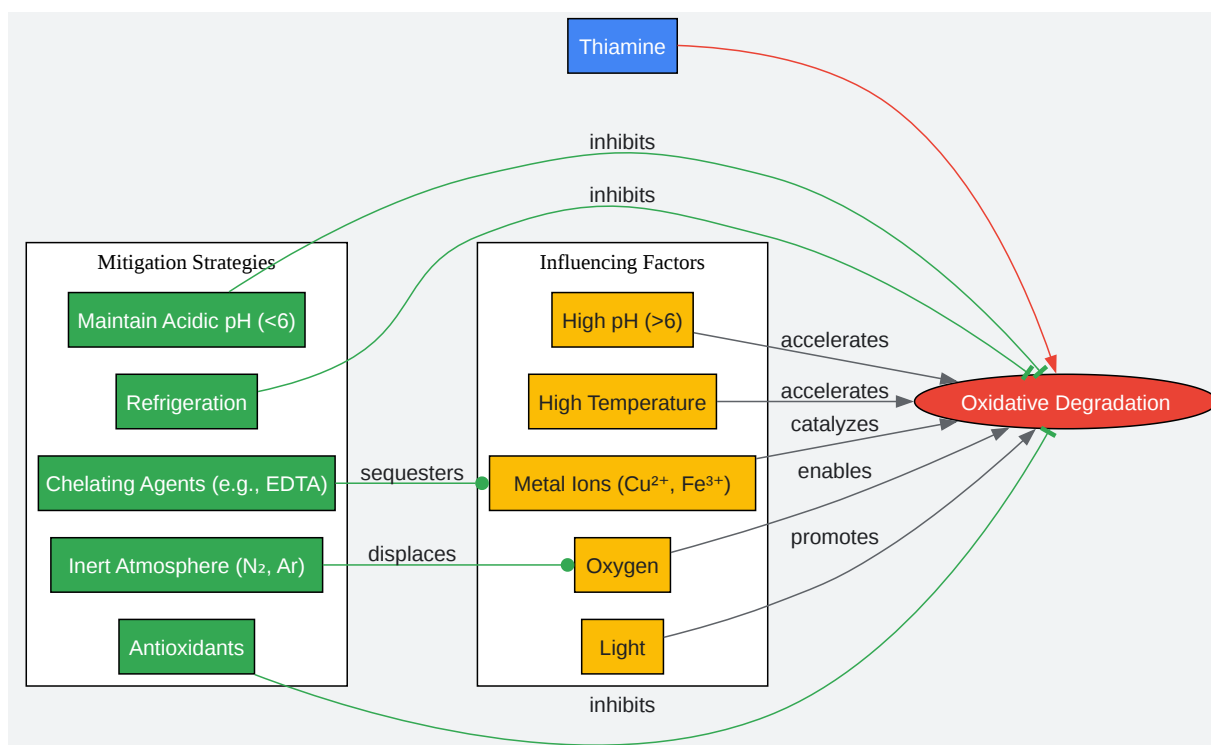 Thiamine
inhibits
inhibits
Mitigation Strategies
Influencing Factors
Maintain Acidic pH (<6)
High pH (>6)
accelerates
Refrigeration
High Temperature
accelerates
Oxidative Degradation
catalyzes
Chelating Agents (e.g., EDTA)
sequesters
Metal Ions (Cu²⁺, Fe³⁺)
enables
Inert Atmosphere (N₂, Ar)
displaces
Oxygen
promotes
Antioxidants
Light
inhibits